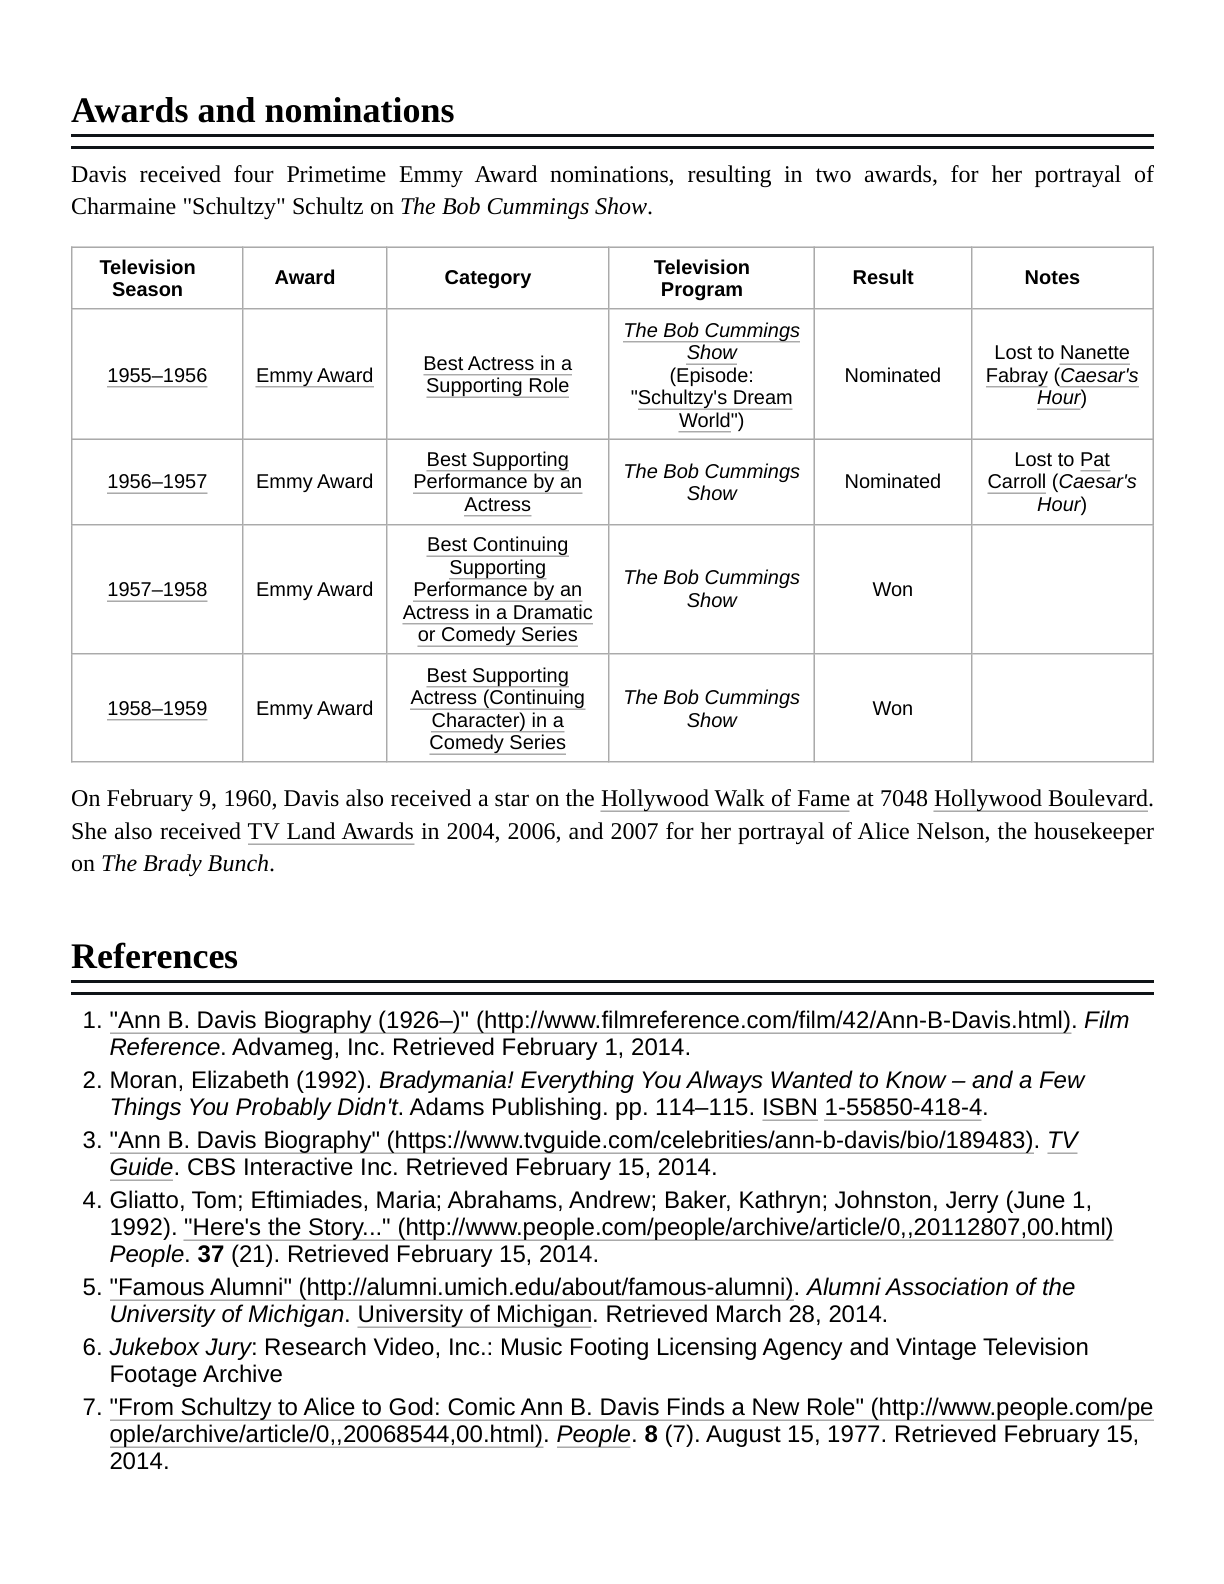 Awards and nominations
Davis received four Primetime Emmy Award nominations, resulting in two awards, for her portrayal of
Charmaine "Schultzy" Schultz on The Bob Cummings Show.
Television
Season
Award
Category
Television
Program
Result
Notes
1955–1956
Emmy Award
Best Actress in a
Supporting Role
The Bob Cummings
Show
(Episode:
"Schultzy's Dream
World")
Nominated
Lost to Nanette
Fabray (Caesar's
Hour)
1956–1957
Emmy Award
Best Supporting
Performance by an
Actress
The Bob Cummings
Show
Nominated
Lost to Pat
Carroll (Caesar's
Hour)
1957–1958
Emmy Award
Best Continuing
Supporting
Performance by an
Actress in a Dramatic
or Comedy Series
The Bob Cummings
Show
Won
1958–1959
Emmy Award
Best Supporting
Actress (Continuing
Character) in a
Comedy Series
The Bob Cummings
Show
Won
On February 9, 1960, Davis also received a star on the Hollywood Walk of Fame at 7048 Hollywood Boulevard.
She also received TV Land Awards in 2004, 2006, and 2007 for her portrayal of Alice Nelson, the housekeeper
on The Brady Bunch.
References
1. "Ann B. Davis Biography (1926–)" (http://www.filmreference.com/film/42/Ann-B-Davis.html). Film
Reference. Advameg, Inc. Retrieved February 1, 2014.
2. Moran, Elizabeth (1992). Bradymania! Everything You Always Wanted to Know – and a Few
Things You Probably Didn't. Adams Publishing. pp. 114–115. ISBN 1-55850-418-4.
3. "Ann B. Davis Biography" (https://www.tvguide.com/celebrities/ann-b-davis/bio/189483). TV
Guide. CBS Interactive Inc. Retrieved February 15, 2014.
4. Gliatto, Tom; Eftimiades, Maria; Abrahams, Andrew; Baker, Kathryn; Johnston, Jerry (June 1,
1992). "Here's the Story..." (http://www.people.com/people/archive/article/0,,20112807,00.html)
People. 37 (21). Retrieved February 15, 2014.
5. "Famous Alumni" (http://alumni.umich.edu/about/famous-alumni). Alumni Association of the
University of Michigan. University of Michigan. Retrieved March 28, 2014.
6. Jukebox Jury: Research Video, Inc.: Music Footing Licensing Agency and Vintage Television
Footage Archive
7. "From Schultzy to Alice to God: Comic Ann B. Davis Finds a New Role" (http://www.people.com/pe
ople/archive/article/0,,20068544,00.html). People. 8 (7). August 15, 1977. Retrieved February 15,
2014.